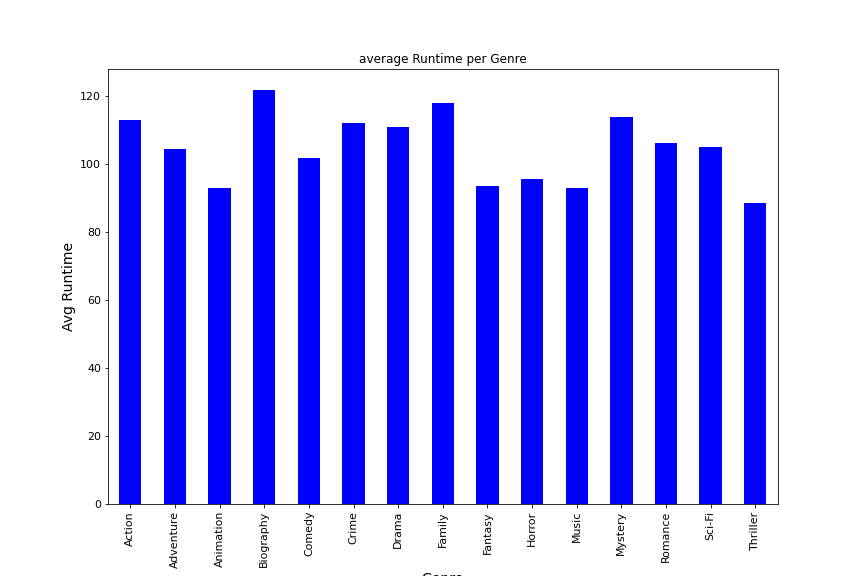 average Runtime per Genre
120
100
80
60
40
20
0
Avg Runtime
Action
Adventure
Animation
Biography
Comedy
Crime
Drama
Family
Fantasy
Horror
Music
Mystery
Romance
Sci-Fi
Thriller
Genre